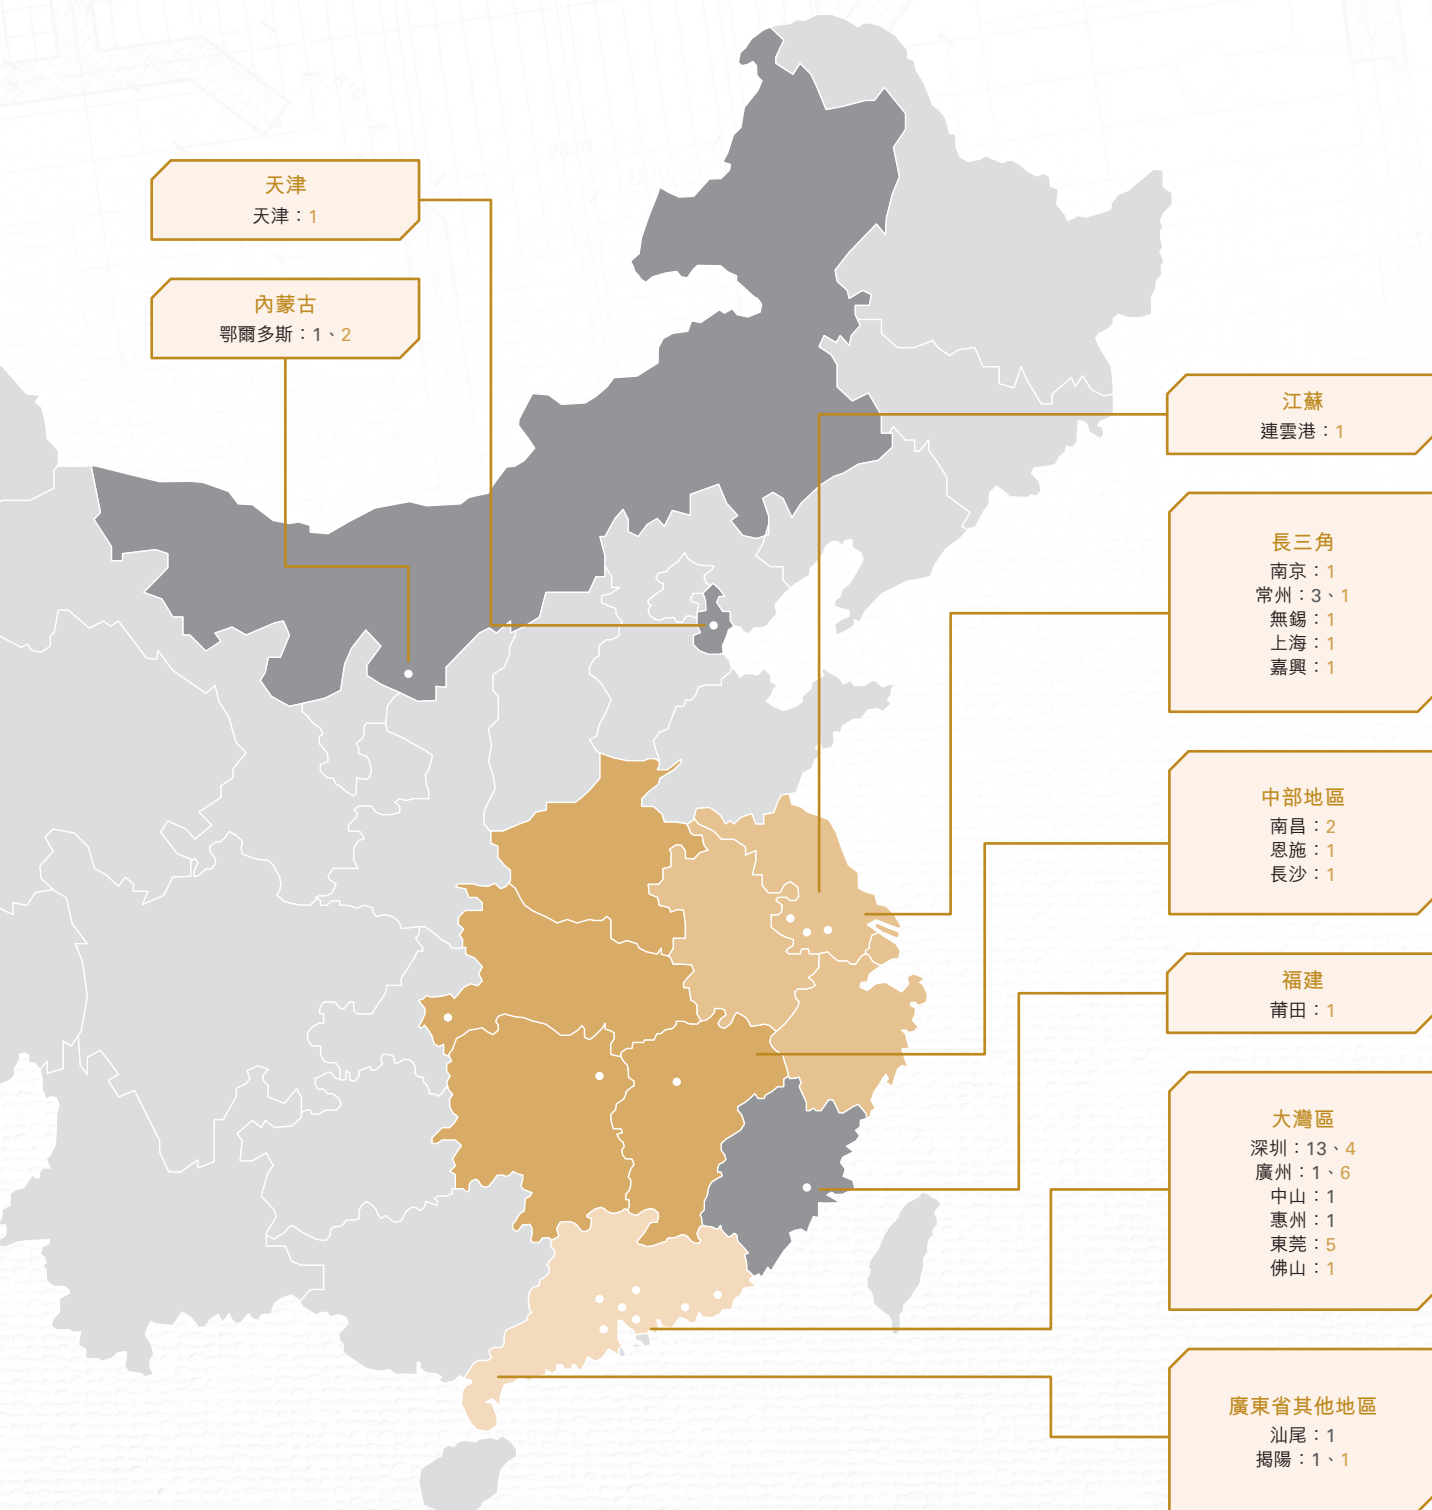 天津
天津：1
內蒙古
鄂爾多斯：1、2
江蘇
連雲港：1
長三角
南京：1
常州：3、1
無錫：1
上海：1
嘉興：1
中部地區
南昌：2
恩施：1
長沙：1
福建
莆田：1
大灣區
深圳：13、4
廣州：1、6
中山：1
惠州：1
東莞：5
佛山：1
廣東省其他地區
汕尾：1
揭陽：1、1